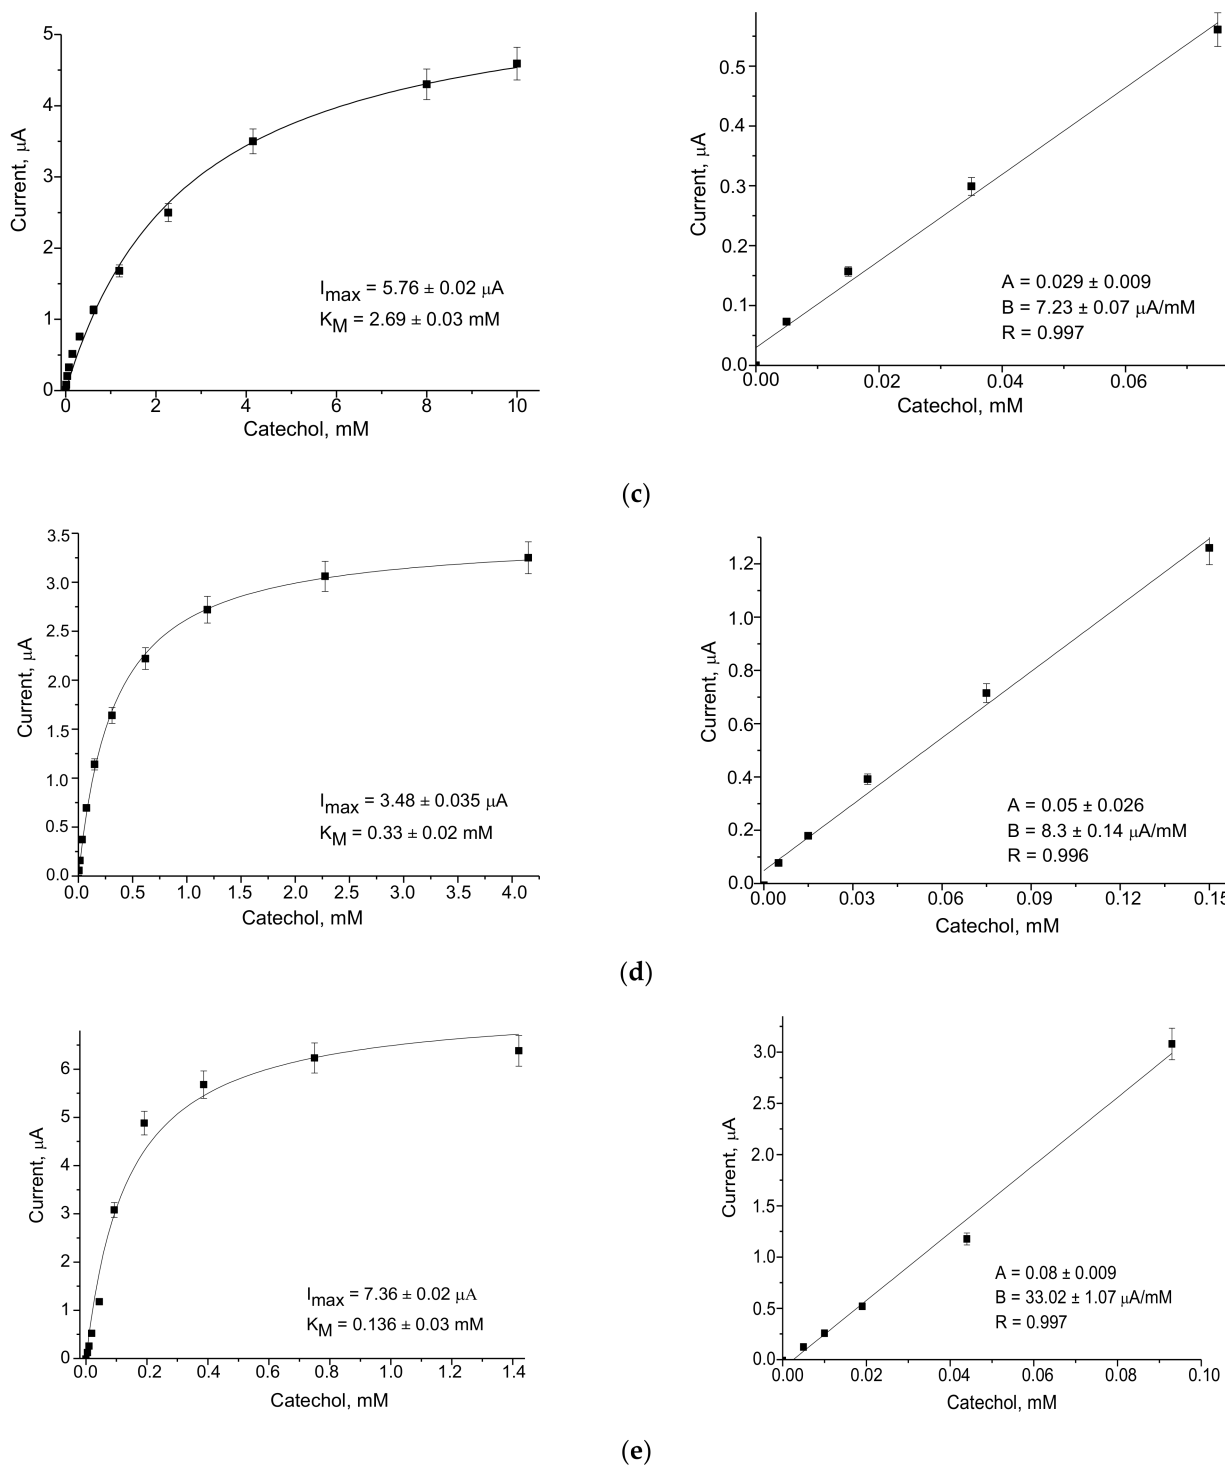 5
4
3
2
1
0
Current, μA
0 2 4 6 8 10
Catechol, mM
Imax = 5.76 ± 0.02 μA
KM = 2.69 ± 0.03 mM
0.5
0.4
0.3
0.2
0.1
0.0
Current, μA
0.00 0.02 0.04 0.06
Catechol, mM
A = 0.029 ± 0.009
B = 7.23 ± 0.07 μA/mM
R = 0.997
(c)
3.5
3.0
2.5
2.0
1.5
1.0
0.5
0.0
Current, μA
0.0 0.5 1.0 1.5 2.0 2.5 3.0 3.5 4.0
Catechol, mM
Imax = 3.48 ± 0.035 μA
KM = 0.33 ± 0.02 mM
1.2
1.0
0.8
0.6
0.4
0.2
0.0
Current, μA
0.00 0.03 0.06 0.09 0.12 0.15
Catechol, mM
A = 0.05 ± 0.026
B = 8.3 ± 0.14 μA/mM
R = 0.996
(d)
6
5
4
3
2
1
0
Current, μA
0.0 0.2 0.4 0.6 0.8 1.0 1.2 1.4
Catechol, mM
Imax = 7.36 ± 0.02 μA
KM = 0.136 ± 0.03 mM
3.0
2.5
2.0
1.5
1.0
0.5
0.0
Current, μA
0.00 0.02 0.04 0.06 0.08 0.10
Catechol, mM
A = 0.08 ± 0.009
B = 33.02 ± 1.07 μA/mM
R = 0.997
(e)